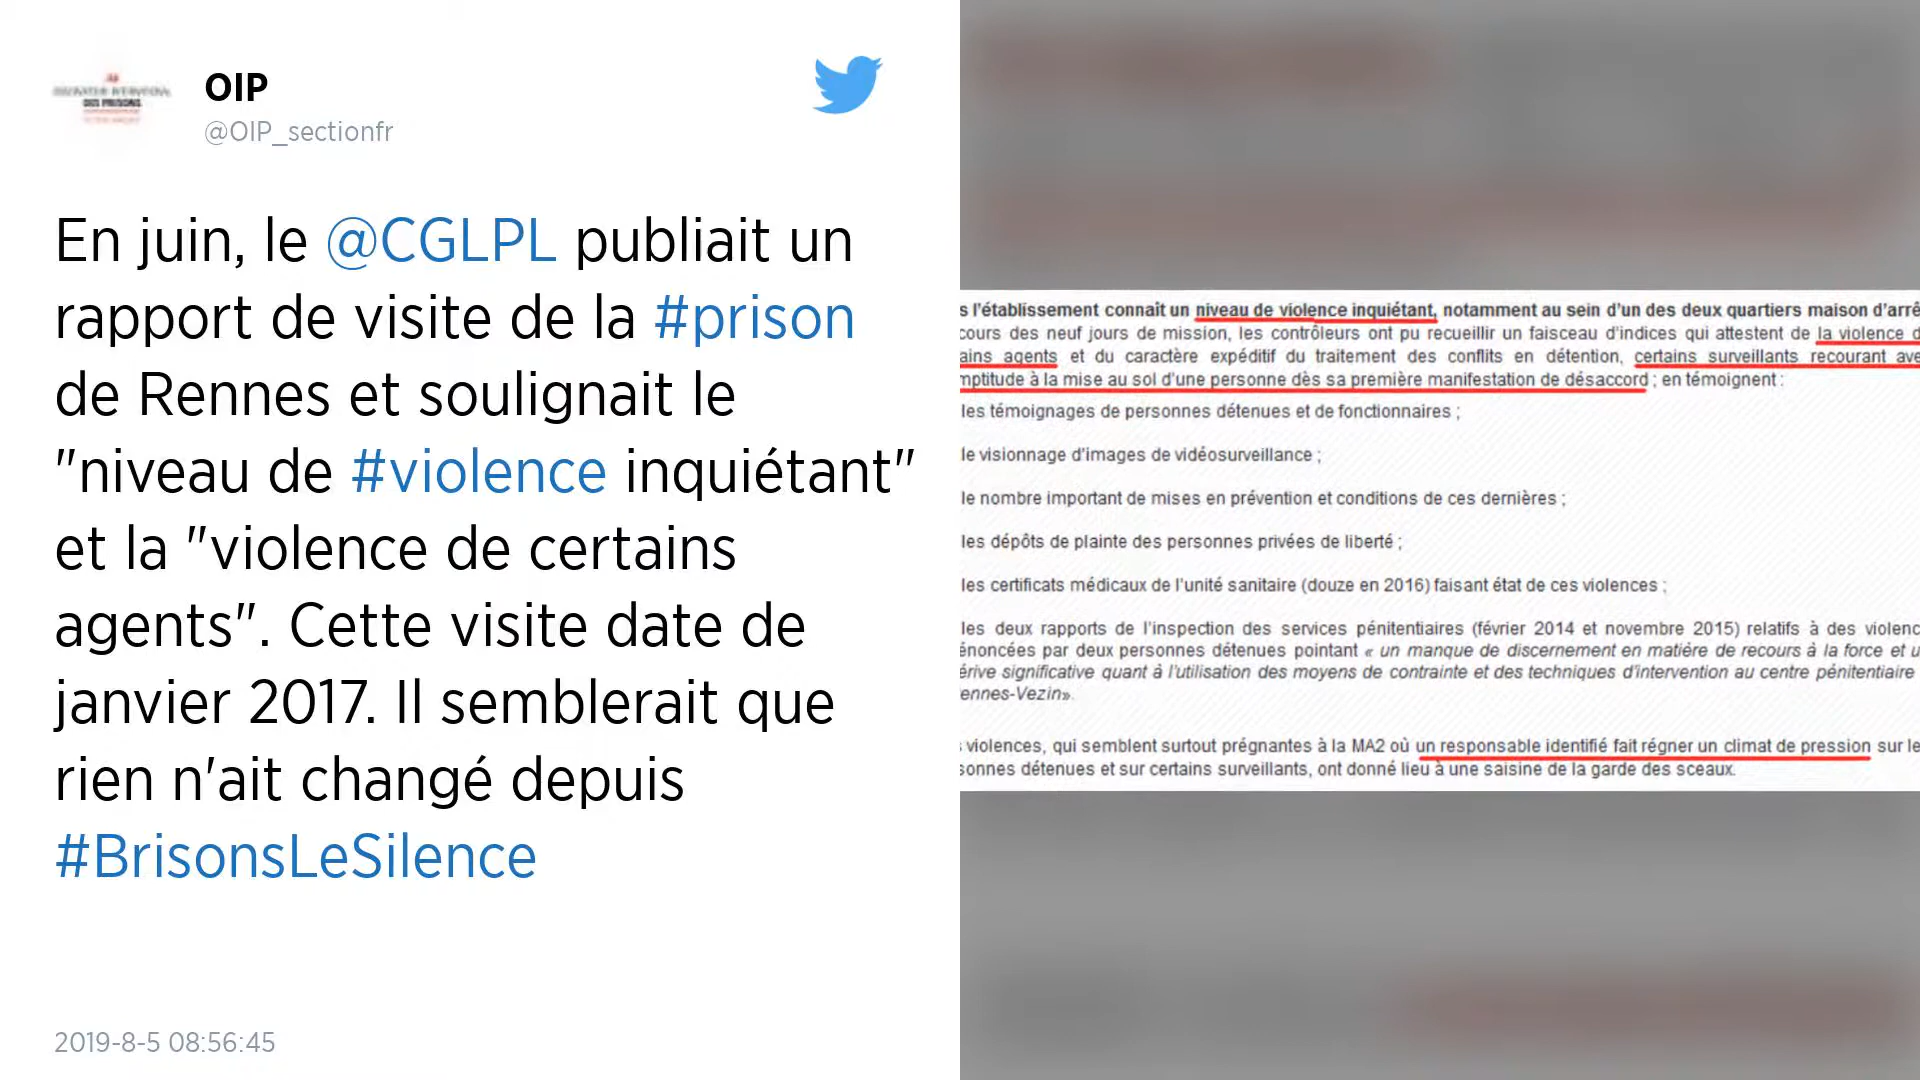 OIP
@OIP_sectionfr
En juin, le @CGLPL publiait un
rapport de visite de la #prison
de Rennes et soulignait le
"niveau de #violence inquiétant"
et la "violence de certains
agents". Cette visite date de
janvier 2017. Il semblerait que
rien n'ait changé depuis
#BrisonsLeSilence
2019-8-5 08:56:45
DES PRISONS
s l'établissement connaît un niveau de violence inquiétant, notamment au sein d'un des deux quartiers maison d'arrê
cours des neuf jours de mission, les contrôleurs ont pu recueillir un faisceau d'indices qui attestent de la violence d
ains agents et du caractère expéditif du traitement des conflits en détention, certains surveillants recourant ave
mptitude à la mise au sol d'une personne dès sa première manifestation de désaccord ; en témoignent :
les témoignages de personnes détenues et de fonctionnaires ;
le visionnage d'images de vidéosurveillance ;
le nombre important de mises en prévention et conditions de ces dernières ;
les dépôts de plainte des personnes privées de liberté ;
les certificats médicaux de l'unité sanitaire (douze en 2016) faisant état de ces violences ;
les deux rapports de l'inspection des services pénitentiaires (février 2014 et novembre 2015) relatifs à des violenc
énoncées par deux personnes détenues pointant « un manque de discernement en matière de recours à la force et u
érive significative quant à l'utilisation des moyens de contrainte et des techniques d'intervention au centre pénitentiaire
ennes-Vezin».
s violences, qui semblent surtout prégnantes à la MA2 où un responsable identifié fait régner un climat de pression sur le
sonnes détenues et sur certains surveillants, ont donné lieu à une saisine de la garde des sceaux.